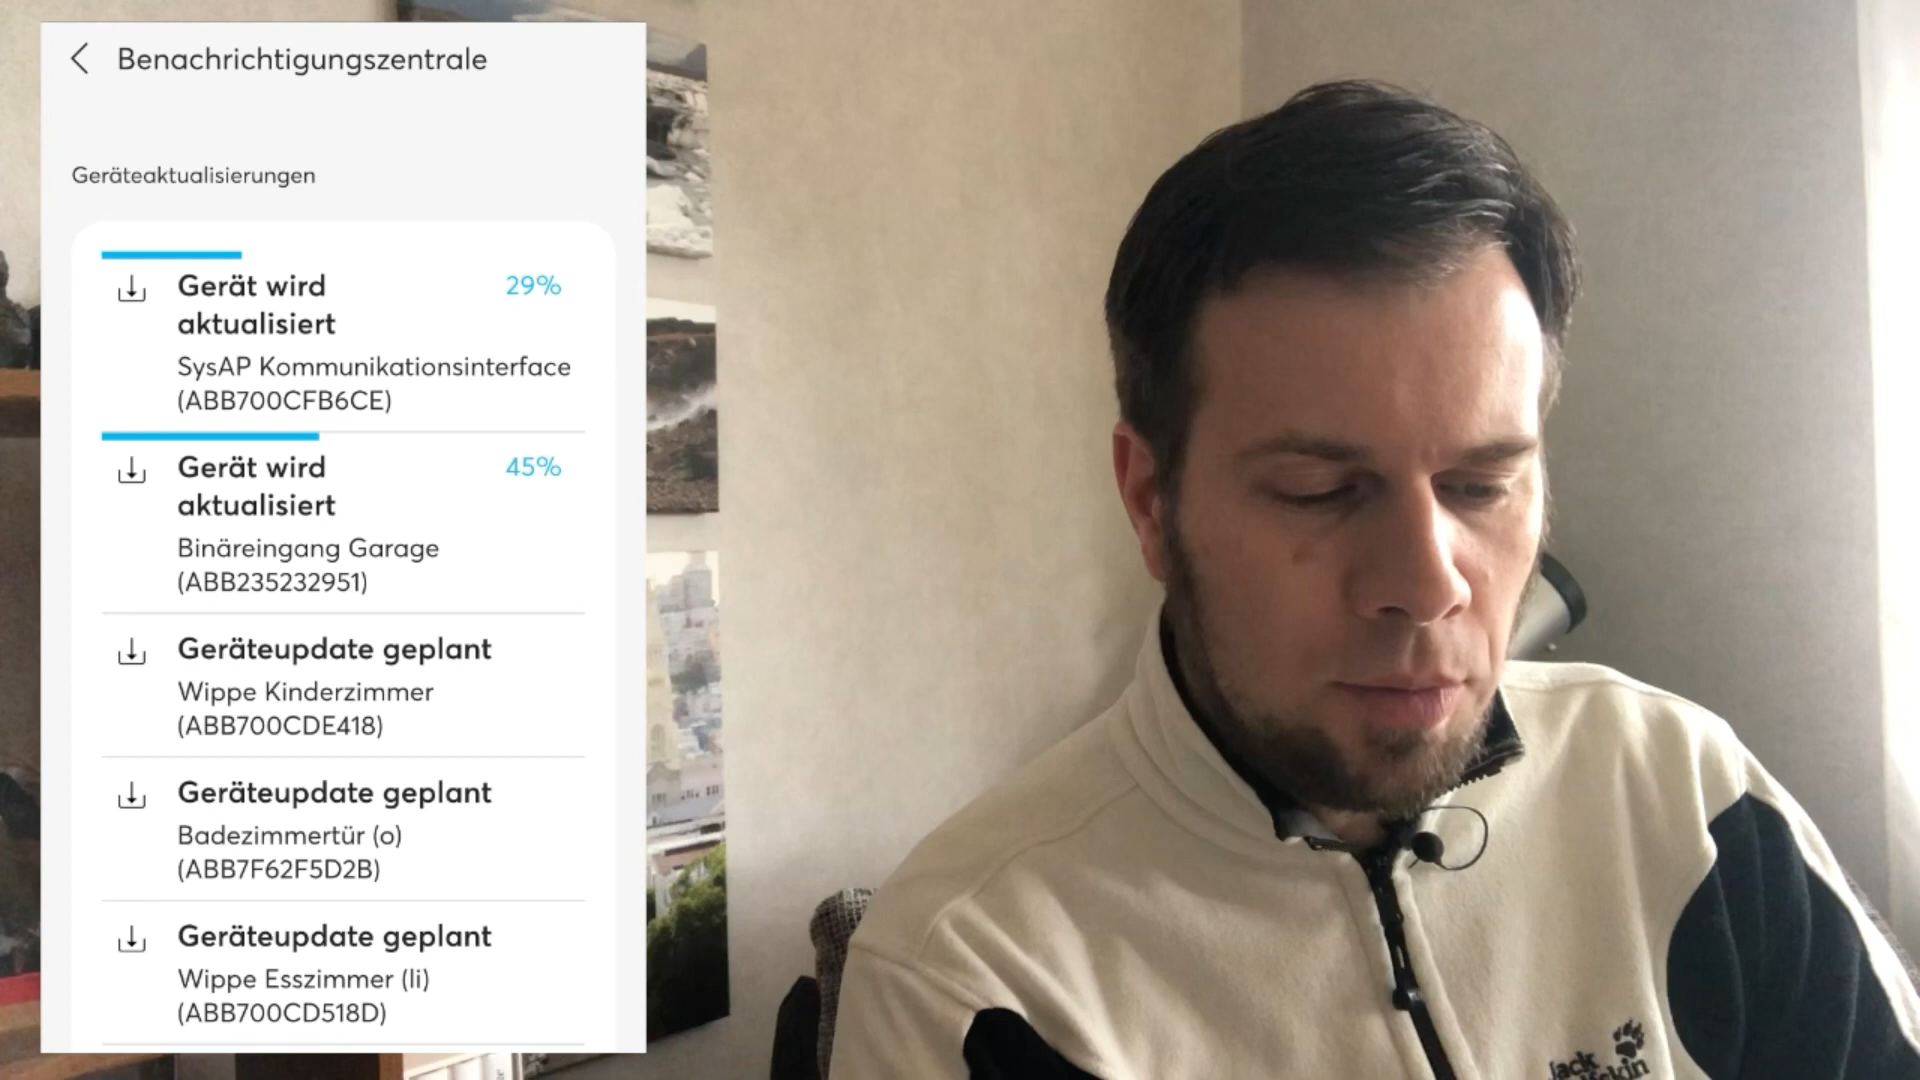 Benachrichtigungszentrale
Geräteaktualisierungen
Gerät wird
aktualisiert
29%
SysAP Kommunikationsinterface
(ABB700CFB6CE)
Gerät wird
aktualisiert
45%
Binäreingang Garage
(ABB235232951)
Geräteupdate geplant
Wippe Kinderzimmer
(ABB700CDE418)
Geräteupdate geplant
Badezimmertür (o)
(ABB7F62F5D2B)
Geräteupdate geplant
Wippe Esszimmer (li)
(ABB700CD518D)
Jack